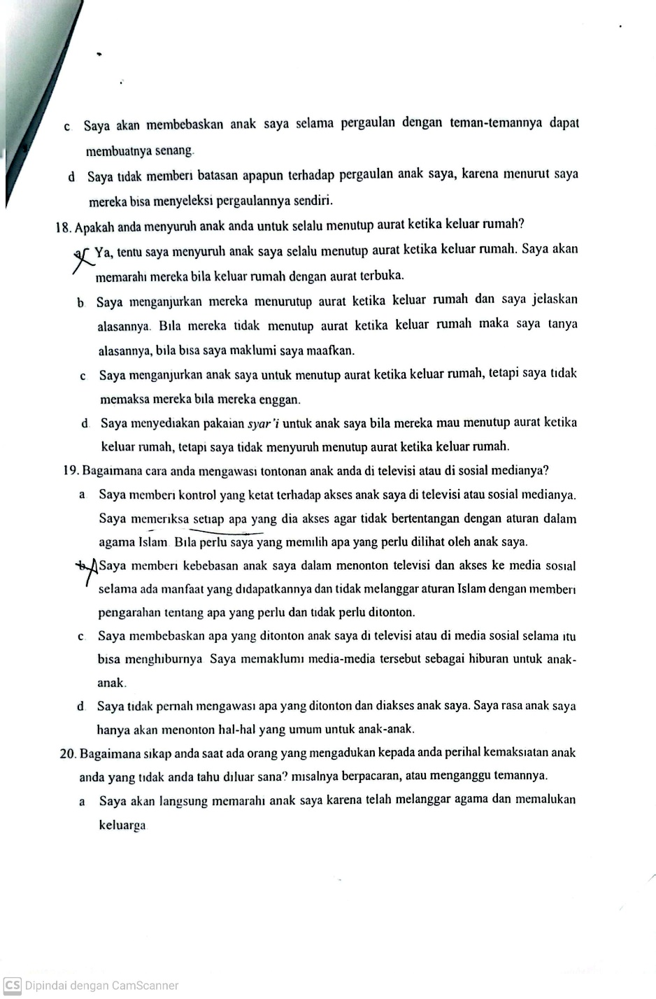 c. Saya akan membebaskan anak saya selama pergaulan dengan teman-temannya dapat
membuatnya senang.
d. Saya tidak memberi batasan apapun terhadap pergaulan anak saya, karena menurut saya
mereka bisa menyeleksi pergaulannya sendiri.
18. Apakah anda menyuruh anak anda untuk selalu menutup aurat ketika keluar rumah?
a. Ya, tentu saya menyuruh anak saya selalu menutup aurat ketika keluar rumah. Saya akan
memarahi mereka bila keluar rumah dengan aurat terbuka.
b. Saya menganjurkan mereka menurutup aurat ketika keluar rumah dan saya jelaskan
alasannya. Bila mereka tidak menutup aurat ketika keluar rumah maka saya tanya
alasannya, bila bisa saya maklumi saya maafkan.
c. Saya menganjurkan anak saya untuk menutup aurat ketika keluar rumah, tetapi saya tidak
memaksa mereka bila mereka enggan.
d. Saya menyediakan pakaian syar'i untuk anak saya bila mereka mau menutup aurat ketika
keluar rumah, tetapi saya tidak menyuruh menutup aurat ketika keluar rumah.
19. Bagaimana cara anda mengawasi tontonan anak anda di televisi atau di sosial medianya?
a. Saya memberi kontrol yang ketat terhadap akses anak saya di televisi atau sosial medianya.
Saya memeriksa setiap apa yang dia akses agar tidak bertentangan dengan aturan dalam
agama Islam. Bila perlu saya yang memilih apa yang perlu dilihat oleh anak saya.
b. Saya memberi kebebasan anak saya dalam menonton televisi dan akses ke media sosial
selama ada manfaat yang didapatkannya dan tidak melanggar aturan Islam dengan memberi
pengarahan tentang apa yang perlu dan tidak perlu ditonton.
c. Saya membebaskan apa yang ditonton anak saya di televisi atau di media sosial selama itu
bisa menghiburnya. Saya memaklumi media-media tersebut sebagai hiburan untuk anak-
anak.
d. Saya tidak pernah mengawasi apa yang ditonton dan diakses anak saya. Saya rasa anak saya
hanya akan menonton hal-hal yang umum untuk anak-anak.
20. Bagaimana sikap anda saat ada orang yang mengadukan kepada anda perihal kemaksiatan anak
anda yang tidak anda tahu diluar sana? misalnya berpacaran, atau menganggu temannya.
a. Saya akan langsung memarahi anak saya karena telah melanggar agama dan memalukan
keluarga.
CS Dipindai dengan CamScanner